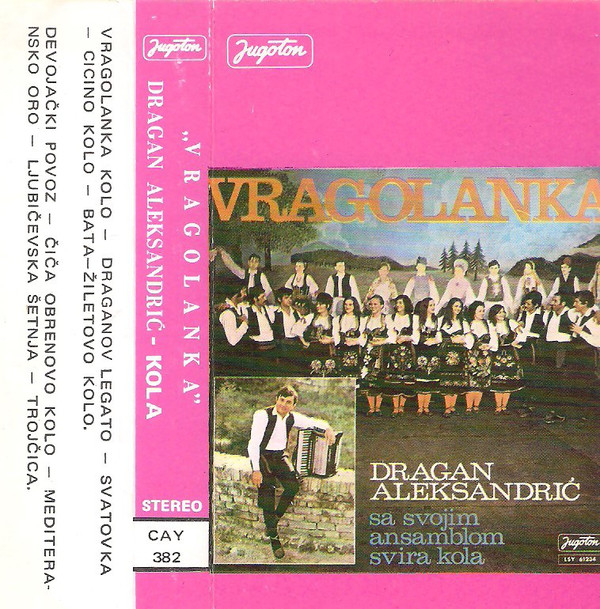 VRAGOLANKA KOLO – DRAGANOV LEGATO – SVATOVKA
– CICINO KOLO – BATA-ŽILETOVO KOLO.
DEVOJAČKI POVOZ – ČIČA OBRENOVO KOLO – MEDITERA-
NSKO ORO – LJUBIČEVSKA ŠETNJA – TROJČICA.
Jugoton
„VRAGOLANKA”
DRAGAN ALEKSANDRIĆ - KOLA
STEREO
CAY
382
Jugoton
VRAGOLANKA
DRAGAN
ALEKSANDRIĆ
sa svojim
ansamblom
svira kola
Jugoton
LSY 61234